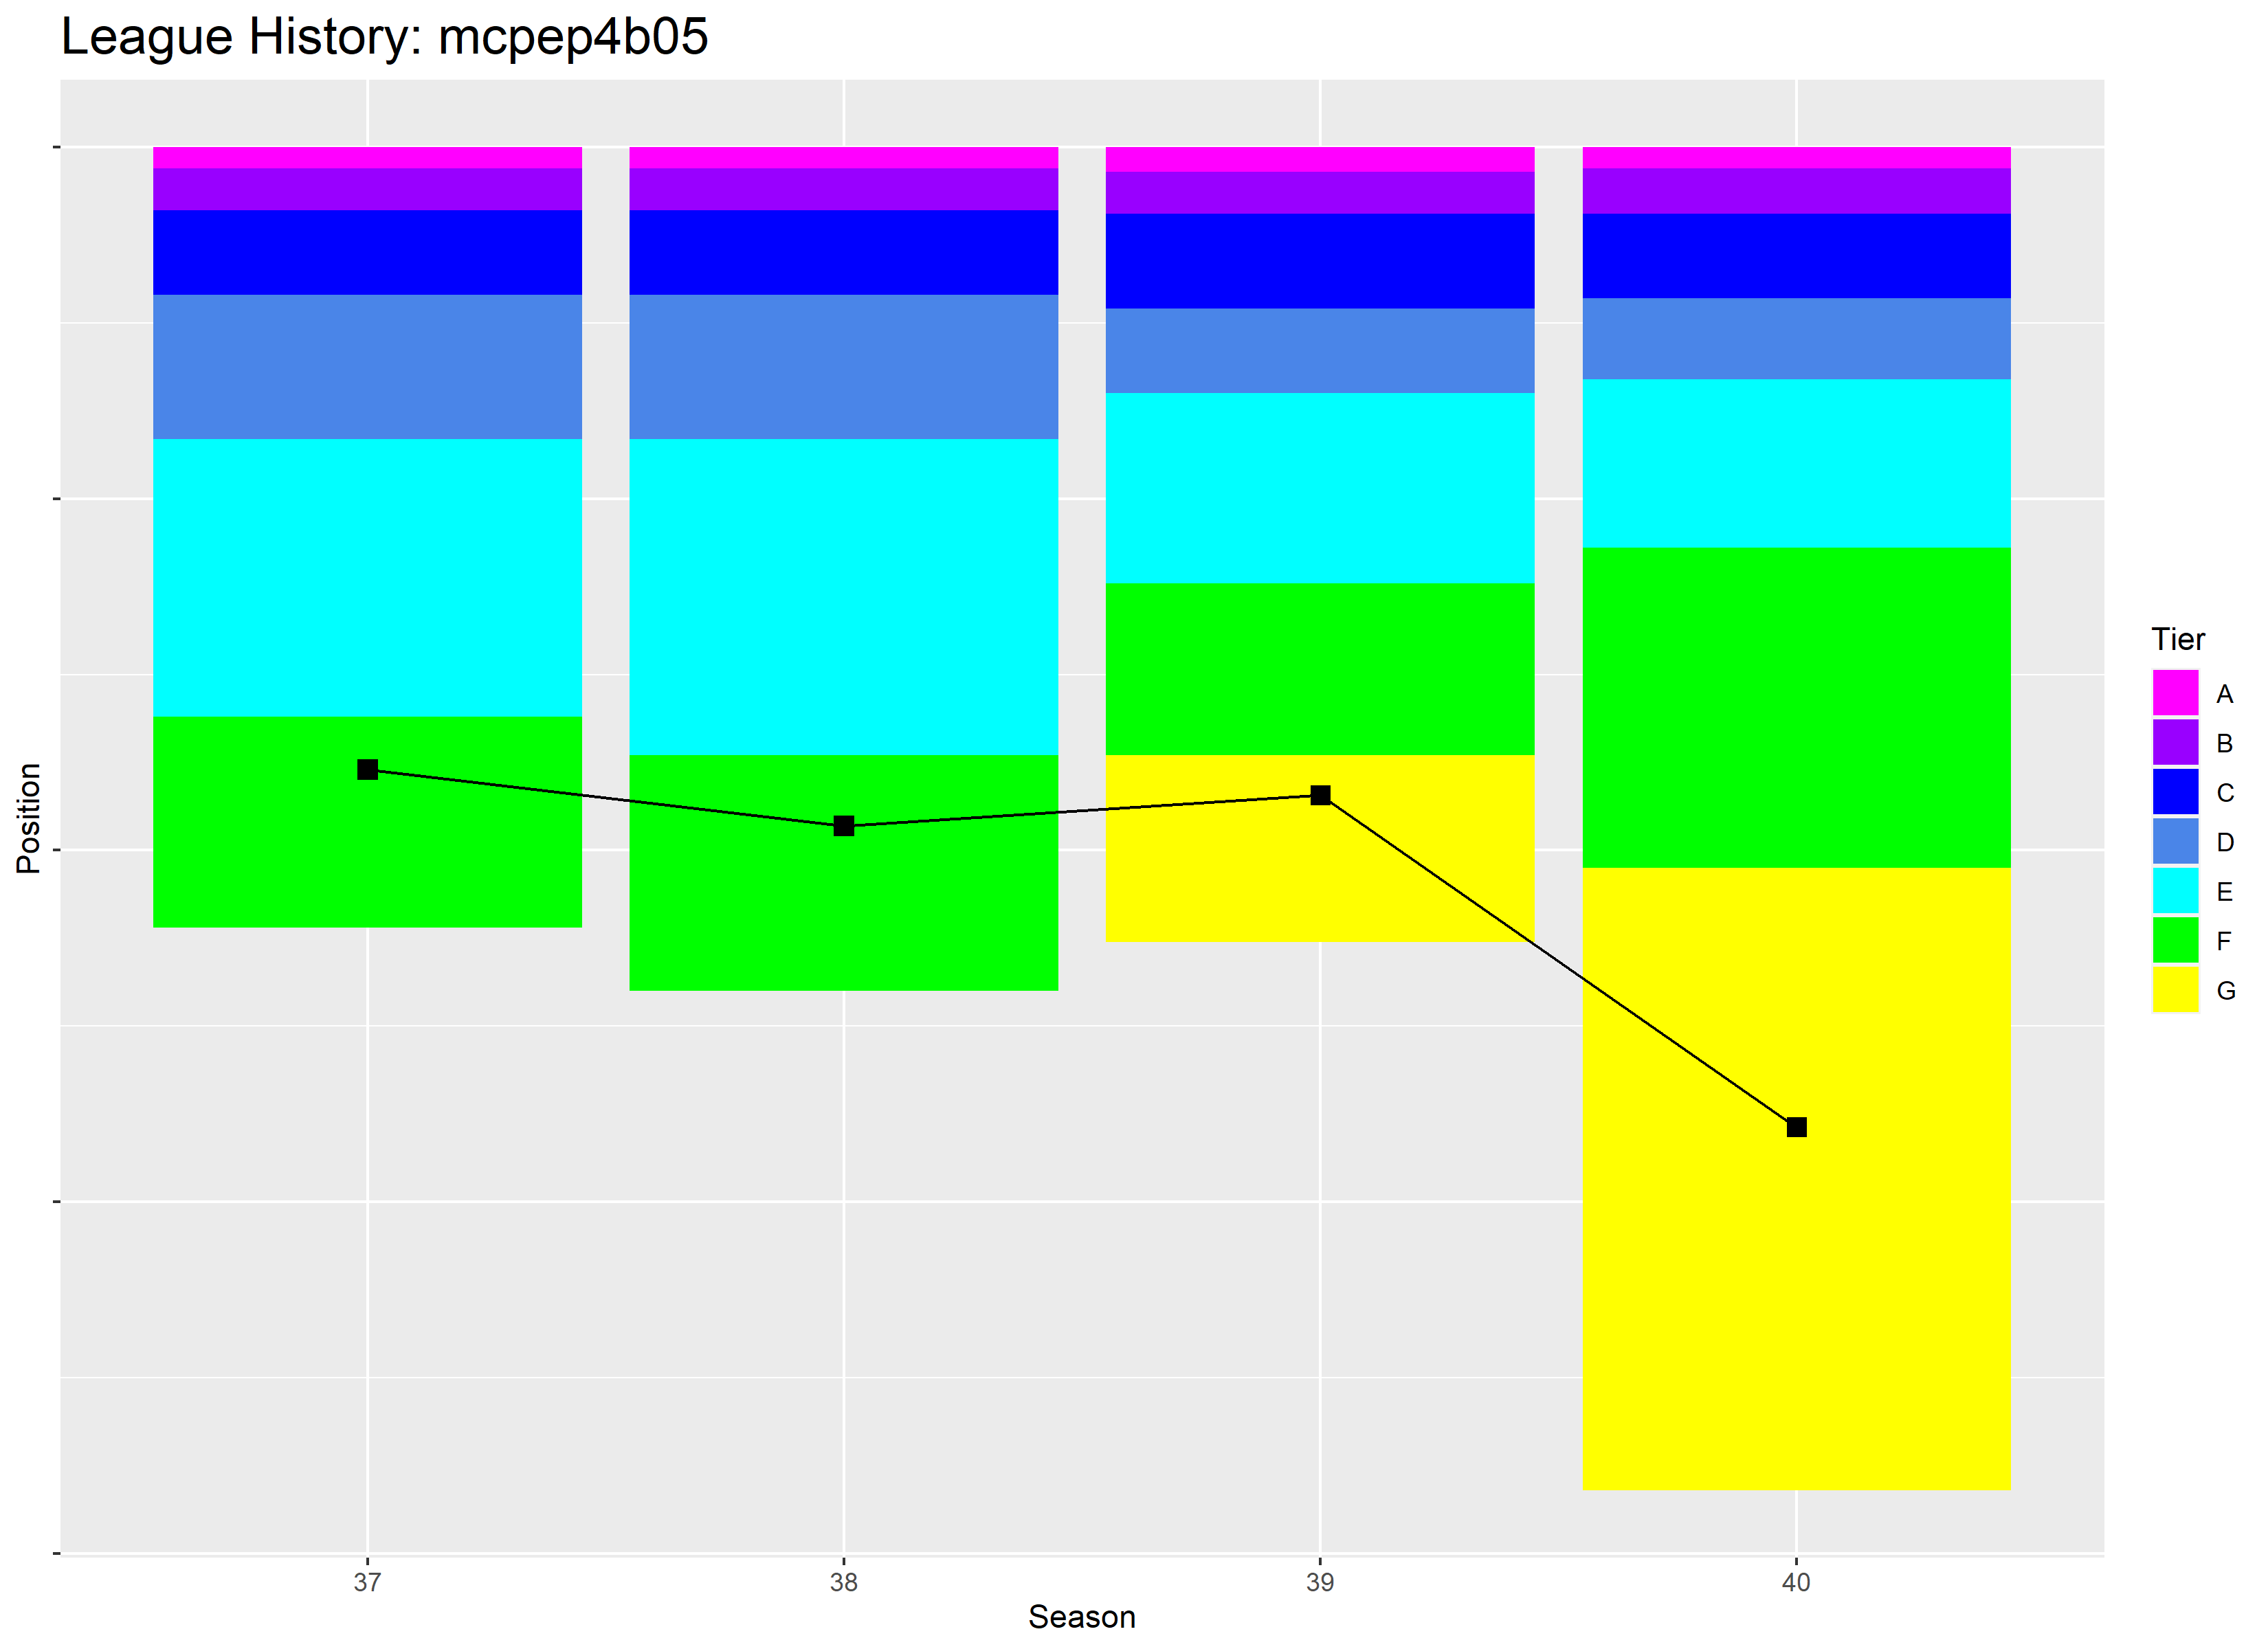 League History: mcpep4b05
Position
Tier
A
B
C
D
E
F
G
37
38
39
40
Season